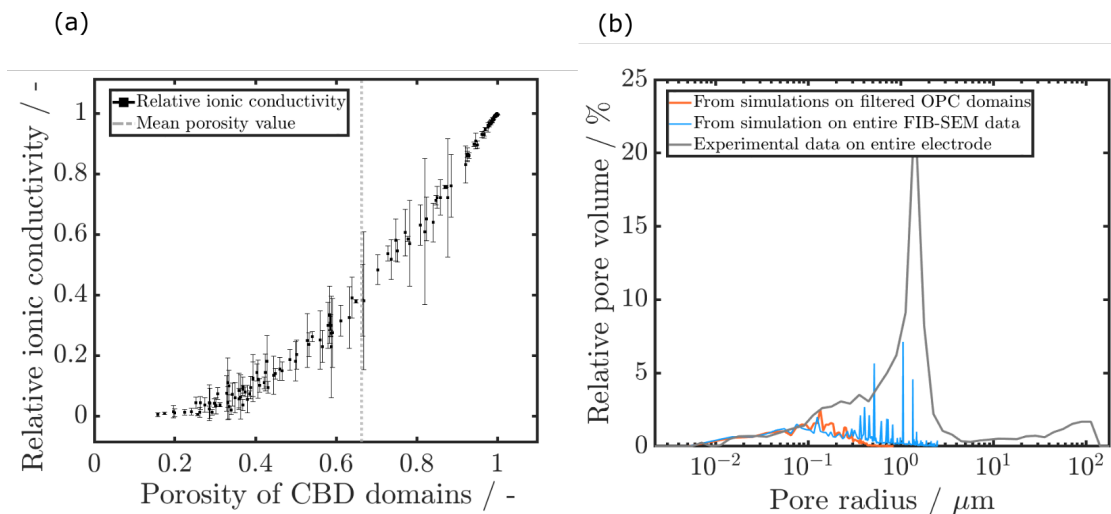 (a)
Relative ionic conductivity / -
1
0.8
0.6
0.4
0.2
0
Relative ionic conductivity
Mean porosity value
0 0.2 0.4 0.6 0.8 1
Porosity of CBD domains / -
(b)
Relative pore volume / %
25
20
15
10
5
0
From simulations on filtered OPC domains
From simulation on entire FIB-SEM data
Experimental data on entire electrode
10⁻² 10⁻¹ 10⁰ 10¹ 10²
Pore radius / μm